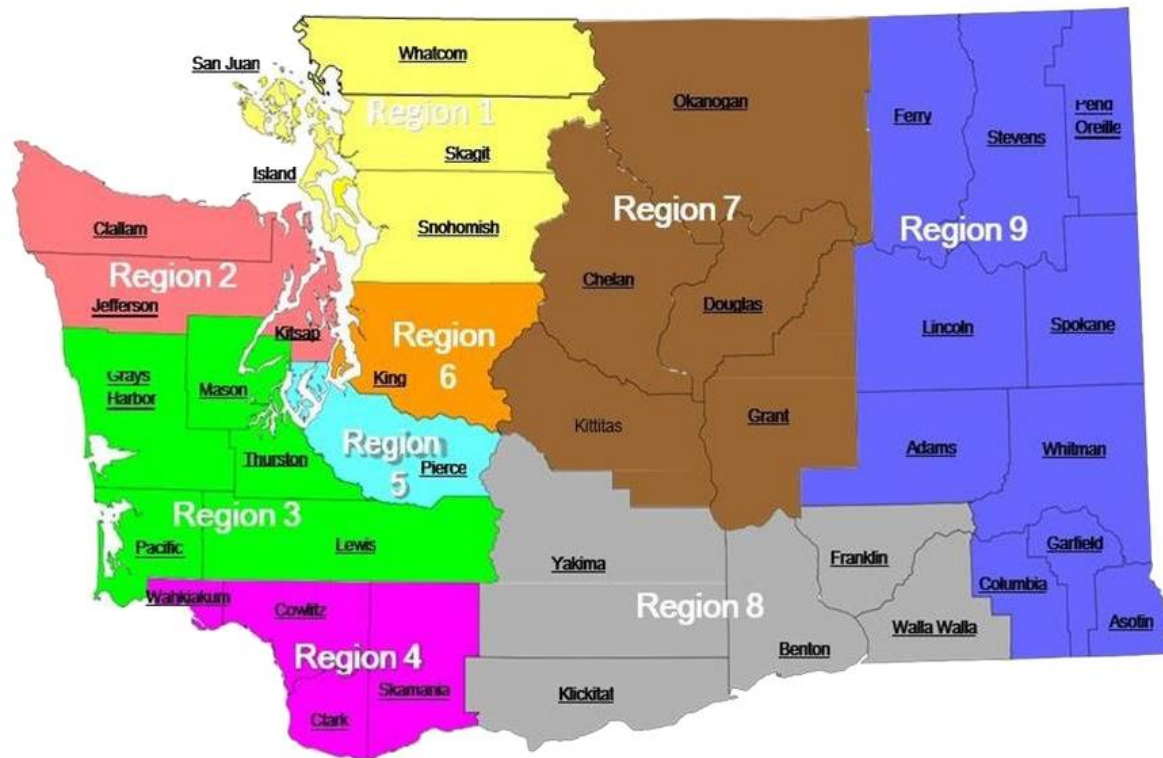 Whatcom
San Juan
Region 1
Okanogan
Ferry
Pend
Oreille
Stevens
Skagit
Island
Clallam
Snohomish
Region 7
Region 9
Region 2
Jefferson
Chelan
Douglas
Kitsap
Lincoln
Spokane
Region
6
King
Grays
Harbor
Mason
Kittitas
Grant
Thurston
Region
5
Pierce
Adams
Whitman
Region 3
Pacific
Lewis
Yakima
Franklin
Garfield
Columbia
Wahkiakum
Cowlitz
Region 8
Walla Walla
Asotin
Region 4
Benton
Skamania
Klickitat
Clark